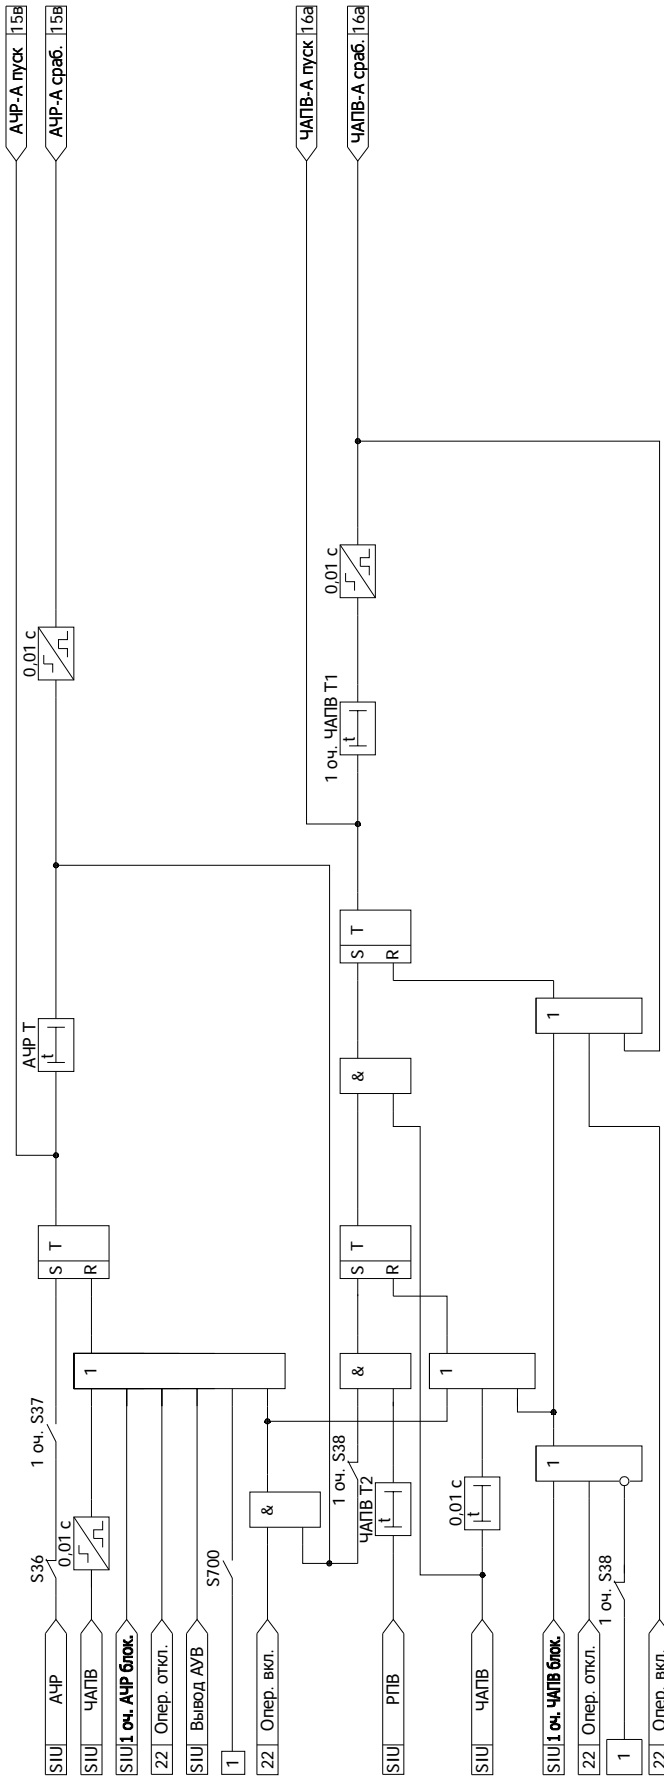 АЧР-А пуск 15в
АЧР-А сраб. 15в
ЧАПВ-А пуск 16а
ЧАПВ-А сраб. 16а
0,01 с
0,01 с
1 оч. ЧАПВ T1
t
S T
R
АЧР Т
t
1
&
S T
R
S T
R
1
&
1
1 оч. S37
1 оч. S38
1
S36
0,01 с
&
ЧАПВ T2
t
0,01 с
t
S700
1 оч. S38
SIU АЧР
SIU ЧАПВ
SIU 1 оч. АЧР блок.
22 Опер. откл.
SIU Вывод АУВ
1
22 Опер. вкл.
SIU РПВ
SIU ЧАПВ
SIU 1 оч. ЧАПВ блок.
22 Опер. откл.
1
22 Опер. вкл.